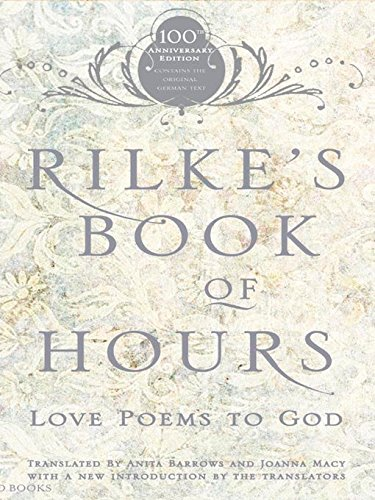 100TH
ANNIVERSARY
EDITION
CONTAINS THE
ORIGINAL
GERMAN TEXT
RILKE'S
BOOK
OF
HOURS
LOVE POEMS TO GOD
TRANSLATED BY ANITA BARROWS AND JOANNA MACY
WITH A NEW INTRODUCTION BY THE TRANSLATORS
D BOOKS